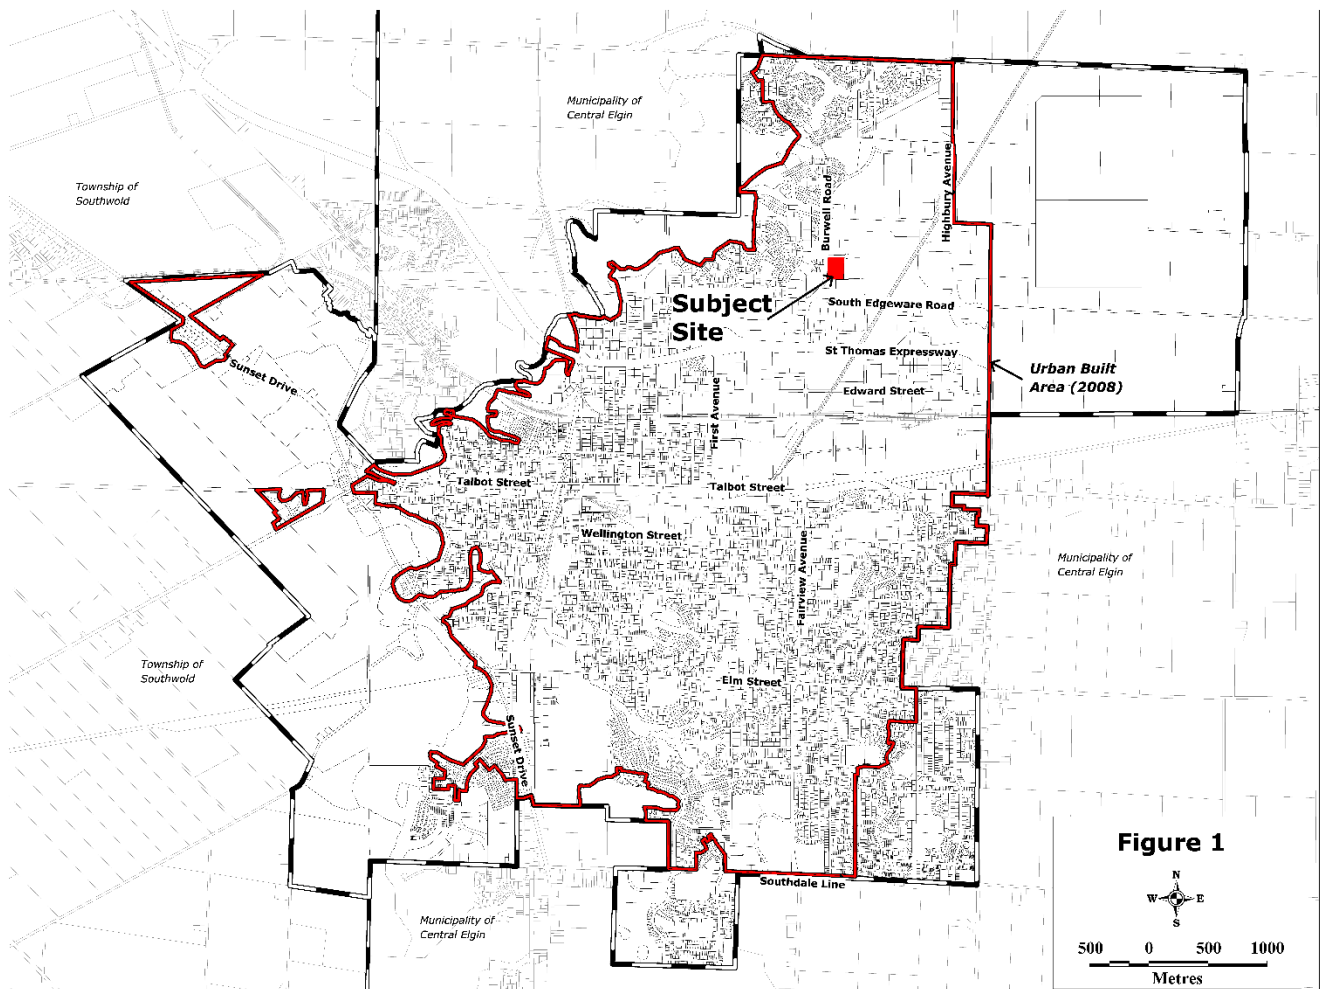 Municipality of
Central Elgin
Township of
Southwold
Highbury Avenue
Burwell Road
Subject
Site
South Edgeware Road
St Thomas Expressway
Urban Built
Area (2008)
Sunset Drive
Edward Street
First Avenue
Talbot Street
Talbot Street
Wellington Street
Fairview Avenue
Municipality of
Central Elgin
Township of
Southwold
Elm Street
Sunset Drive
Figure 1
N
W E
S
Southdale Line
Municipality of
Central Elgin
500 0 500 1000
Metres